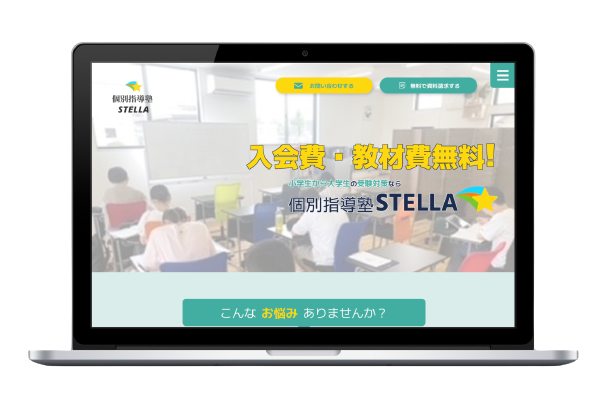 個別指導塾
STELLA
お問い合わせする
無料で資料請求する
入会費・教材費無料!
小学生から大学生の受験対策なら
個別指導塾STELLA
こんな お悩み ありませんか？